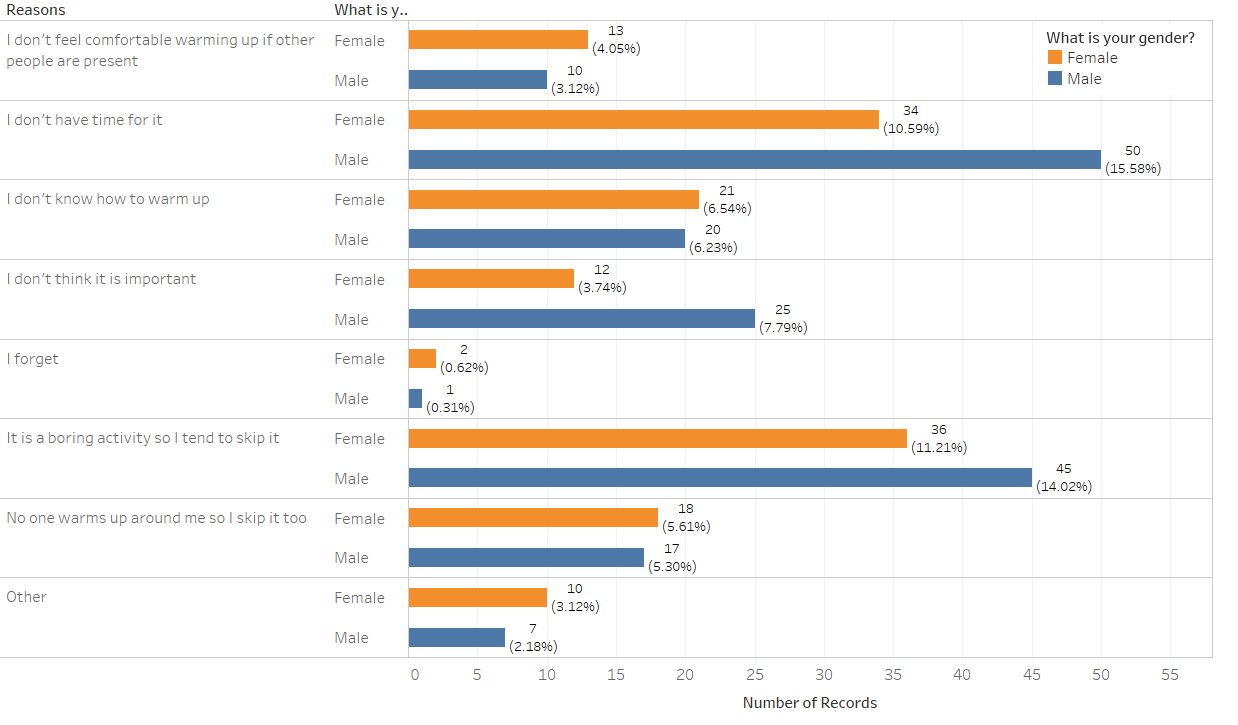 Reasons What is y..
I don't feel comfortable warming up if other
people are present
Female
13
(4.05%)
Male
10
(3.12%)
What is your gender?
Female
Male
I don't have time for it
Female
34
(10.59%)
Male
50
(15.58%)
I don't know how to warm up
Female
21
(6.54%)
Male
20
(6.23%)
I don't think it is important
Female
12
(3.74%)
Male
25
(7.79%)
I forget
Female
2
(0.62%)
Male
1
(0.31%)
It is a boring activity so I tend to skip it
Female
36
(11.21%)
Male
45
(14.02%)
No one warms up around me so I skip it too
Female
18
(5.61%)
Male
17
(5.30%)
Other
Female
10
(3.12%)
Male
7
(2.18%)
0 5 10 15 20 25 30 35 40 45 50 55
Number of Records